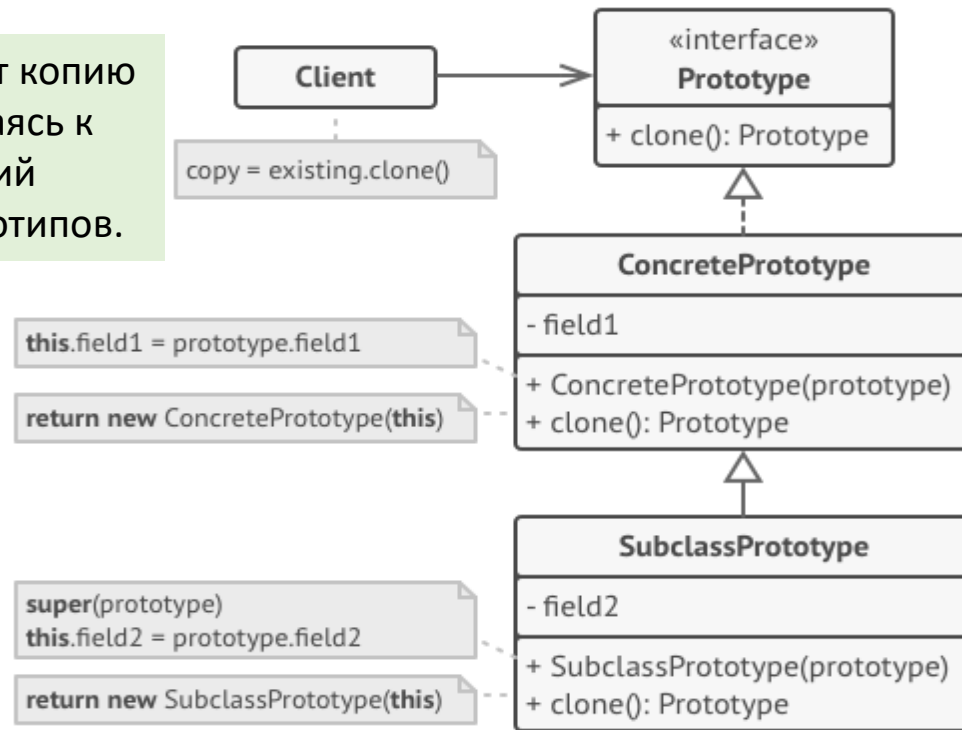 т копию
аясь к
ий
отипов.
Client
copy = existing.clone()
«interface»
Prototype
+ clone(): Prototype
ConcretePrototype
- field1
+ ConcretePrototype(prototype)
+ clone(): Prototype
this.field1 = prototype.field1
return new ConcretePrototype(this)
SubclassPrototype
- field2
+ SubclassPrototype(prototype)
+ clone(): Prototype
super(prototype)
this.field2 = prototype.field2
return new SubclassPrototype(this)